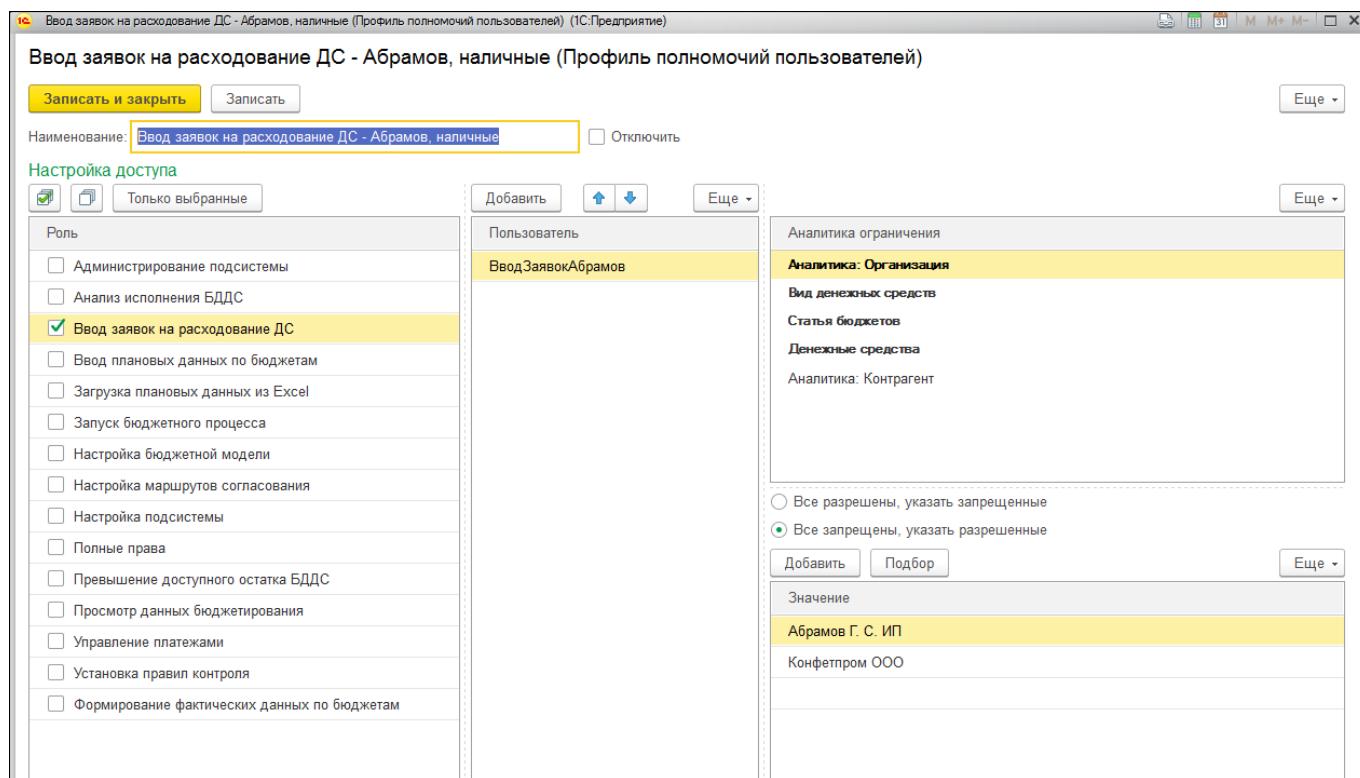 Ввод заявок на расходование ДС - Абрамов, наличные (Профиль полномочий пользователей) (1С:Предприятие)
M M+ M-
Ввод заявок на расходование ДС - Абрамов, наличные (Профиль полномочий пользователей)
Записать и закрыть Записать Еще
Наименование: Ввод заявок на расходование ДС - Абрамов, наличные Отключить
Настройка доступа
Только выбранные Добавить Еще Еще
Роль Пользователь Аналитика ограничения
Администрирование подсистемы ВводЗаявокАбрамов Аналитика: Организация
Анализ исполнения БДДС Вид денежных средств
Ввод заявок на расходование ДС Статья бюджетов
Ввод плановых данных по бюджетам Денежные средства
Загрузка плановых данных из Excel Аналитика: Контрагент
Запуск бюджетного процесса
Настройка бюджетной модели
Настройка маршрутов согласования
Все разрешены, указать запрещенные
Настройка подсистемы
Все запрещены, указать разрешенные
Полные права
Добавить Подбор Еще
Превышение доступного остатка БДДС
Значение
Просмотр данных бюджетирования
Абрамов Г. С. ИП
Управление платежами
Конфетпром ООО
Установка правил контроля
Формирование фактических данных по бюджетам